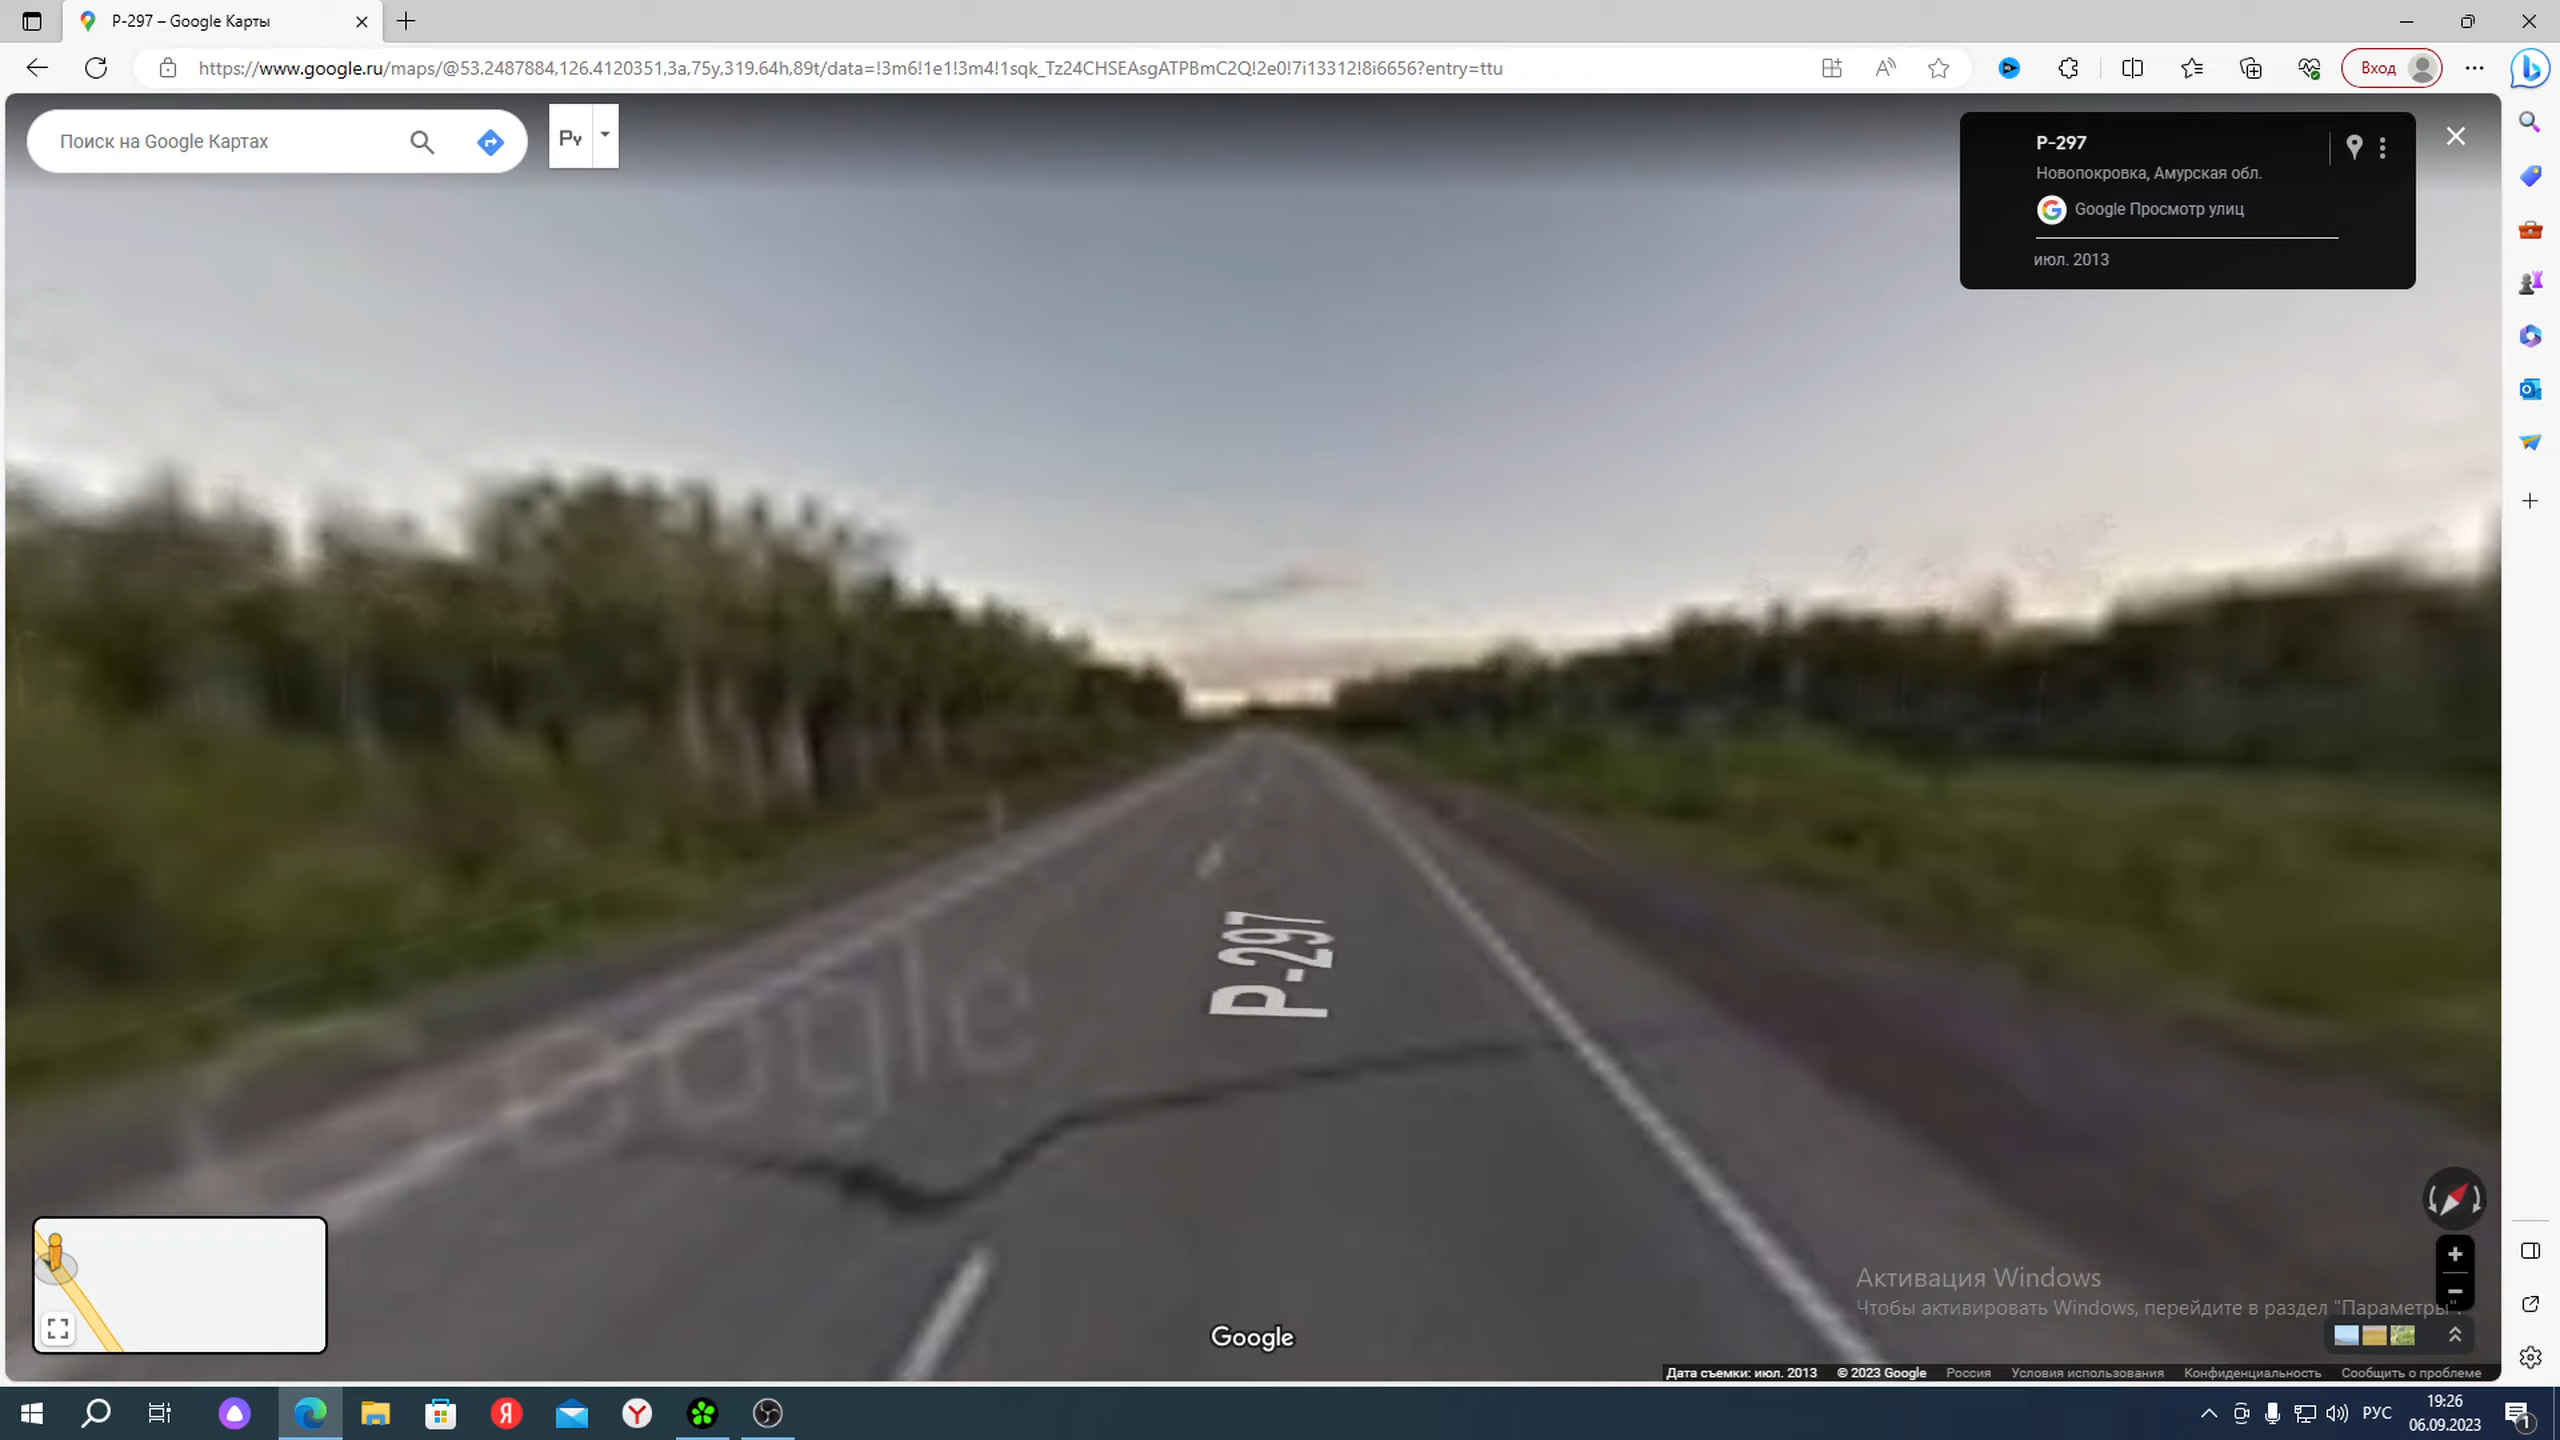 P-297 – Google Карты
https://www.google.ru/maps/@53.2487884,126.4120351,3a,75y,319.64h,89t/data=!3m6!1e1!3m4!1sqk_Tz24CHSEAsgATPBmC2Q!2e0!7i13312!8i6656?entry=ttu
Вход
Поиск на Google Картах
Ру
P-297
Новопокровка, Амурская обл.
Google Просмотр улиц
июл. 2013
P-297
Google
Google
Активация Windows
Чтобы активировать Windows, перейдите в раздел "Параметры".
Дата съемки: июл. 2013 © 2023 Google Россия Условия использования Конфиденциальность Сообщить о проблеме
РУС
19:26
06.09.2023
1